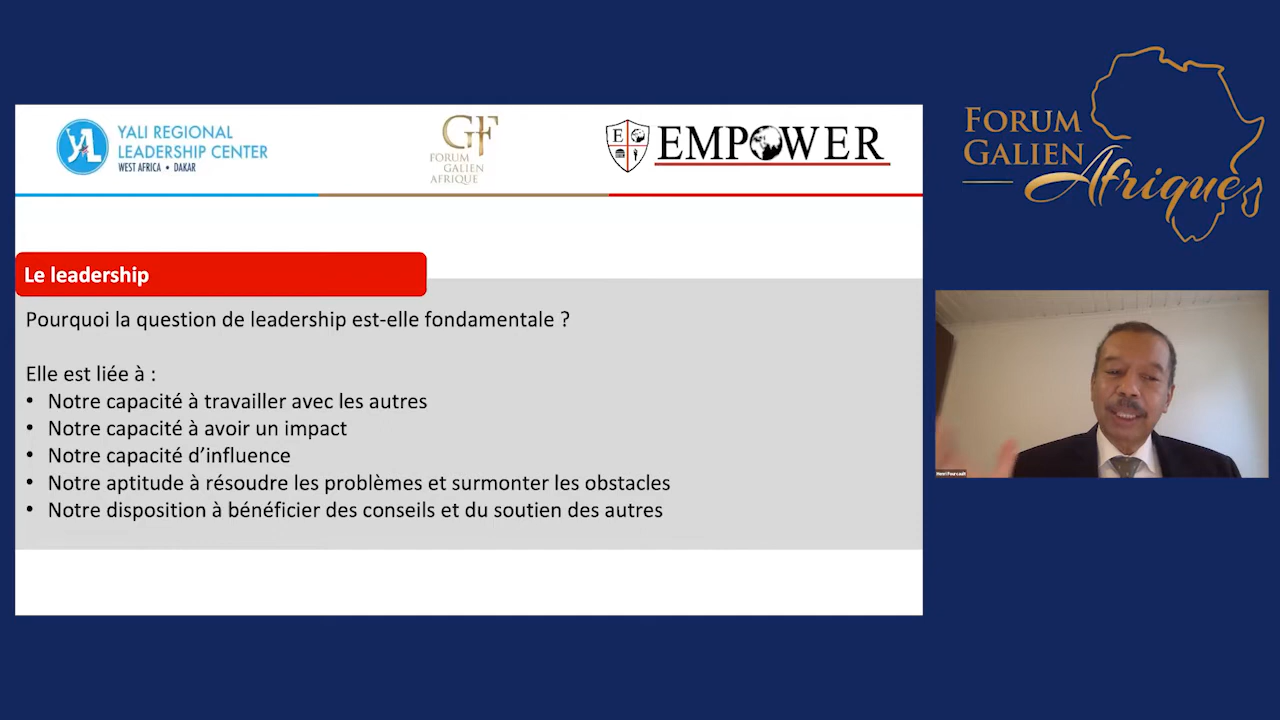 YALI REGIONAL
LEADERSHIP CENTER
WEST AFRICA • DAKAR
GF
FORUM
GALIEN
AFRIQUE
E
EMPOWER
FORUM
GALIEN
Afrique
Le leadership
Pourquoi la question de leadership est-elle fondamentale ?
Elle est liée à :
• Notre capacité à travailler avec les autres
• Notre capacité à avoir un impact
• Notre capacité d’influence
• Notre aptitude à résoudre les problèmes et surmonter les obstacles
• Notre disposition à bénéficier des conseils et du soutien des autres